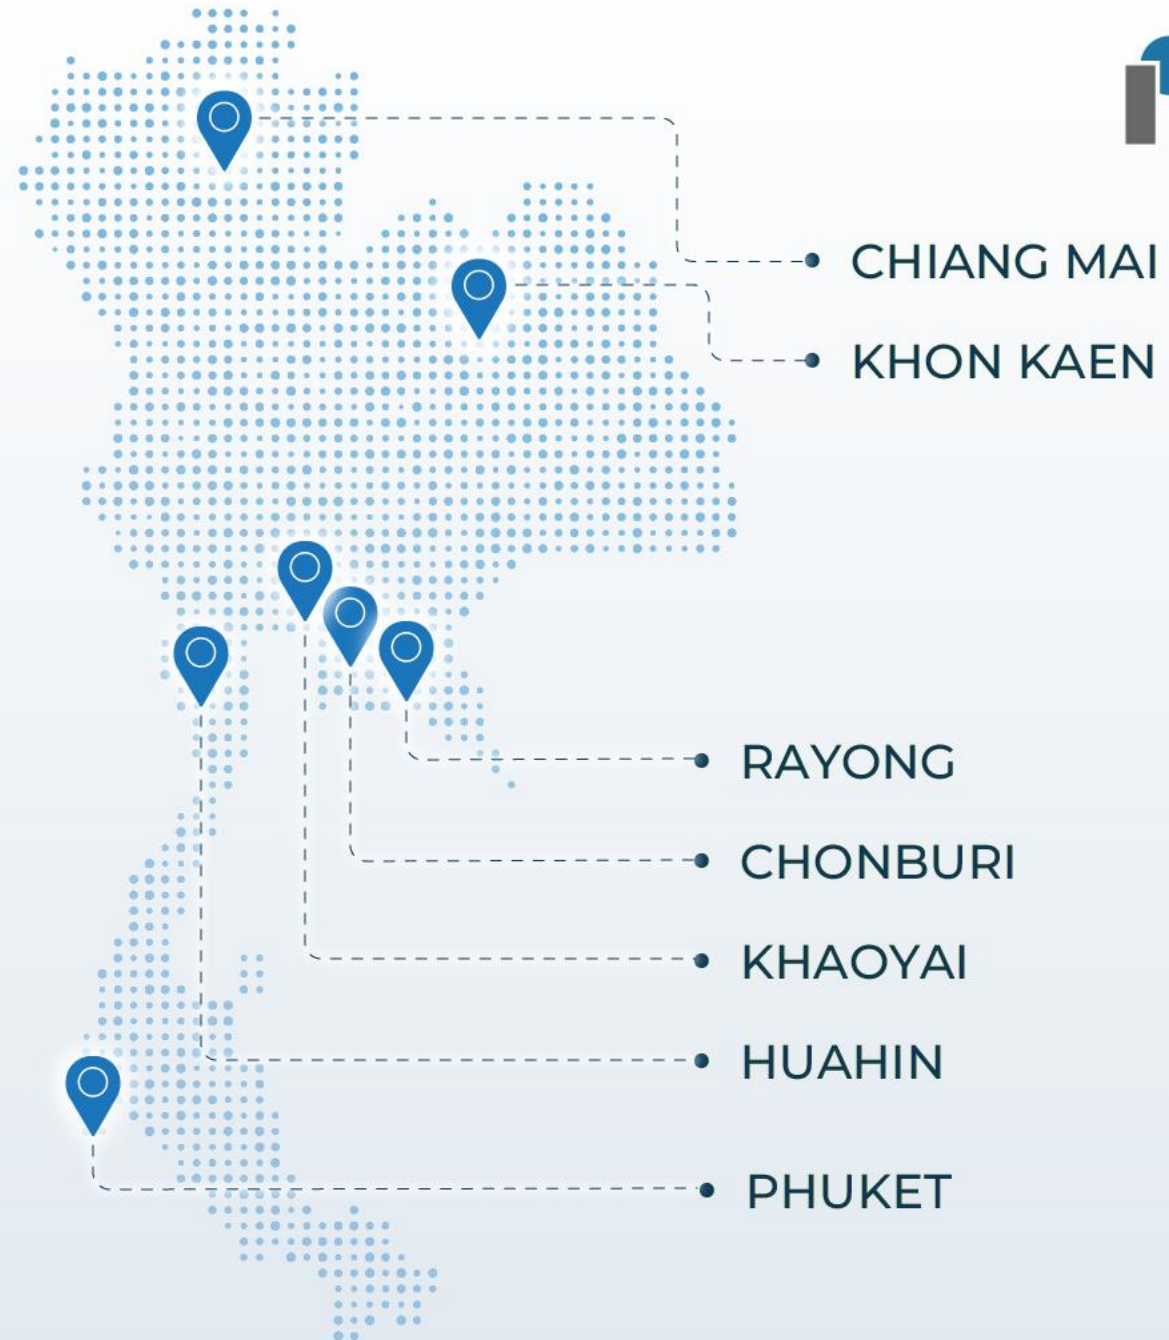 CHIANG MAI
KHON KAEN
RAYONG
CHONBURI
KHAOYAI
HUAHIN
PHUKET